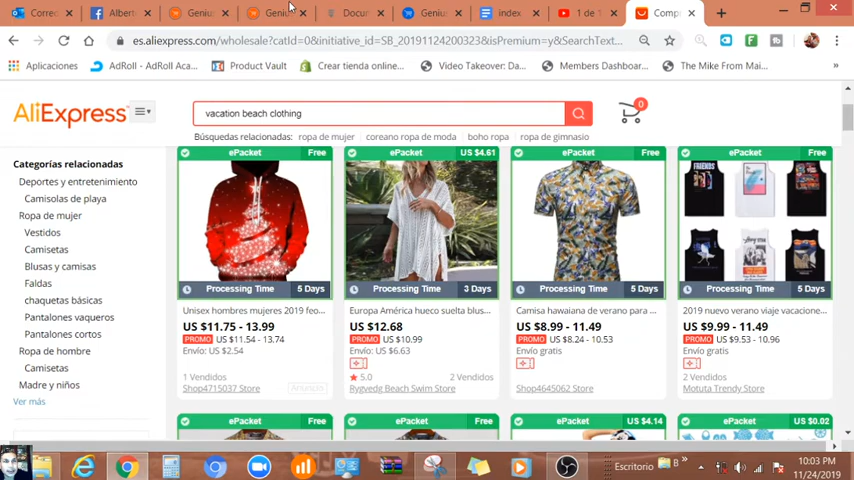 Correc
Alberto
Genius
Geniu
Docum
Genius
index
1 de 1
Comp
es.aliexpress.com/wholesale?catId=0&initiative_id=SB_20191124200323&isPremium=y&SearchText...
Aplicaciones
AdRoll - AdRoll Aca...
Product Vault
Crear tienda online...
Video Training: Da...
Members Dashboard...
The Mike From Mai...
AliExpress
vacation beach clothing
0
Búsquedas relacionadas: ropa de mujer coreano ropa de moda boho ropa ropa de gimnasio
Categorías relacionadas
Deportes y entretenimiento
Camisolas de playa
Ropa de mujer
Vestidos
Camisetas
Blusas y camisas
Faldas
chaquetas básicas
Pantalones vaqueros
Pantalones cortos
Ropa de hombre
Camisetas
Madre y niños
Ver más
ePacket Free
Processing Time 5 Days
Unisex hombres mujeres 2019 feo...
US $11.75 - 13.99
PROMO US $11.54 - 13.74
Envío: US $2.54
1 Vendidos
Shop4715037 Store
Anuncio
ePacket US $4.61
Processing Time 3 Days
Europa América hueco suelta blus...
US $12.68
PROMO US $10.99
Envío: US $6.63
5.0 2 Vendidos
Rygvedg Beach Swim Store
ePacket Free
Processing Time 5 Days
Camisa hawaiana de verano para ...
US $8.99 - 11.49
PROMO US $8.24 - 10.53
Envío gratis
Shop4645062 Store
ePacket Free
FRIENDS
Processing Time 5 Days
2019 nuevo verano viaje vacacione...
US $9.99 - 11.49
PROMO US $9.53 - 10.96
Envío gratis
2 Vendidos
Motuta Trendy Store
ePacket Free
ePacket Free
ePacket US $4.14
ePacket US $0.02
Escritorio
B
10:03 PM
11/24/2019